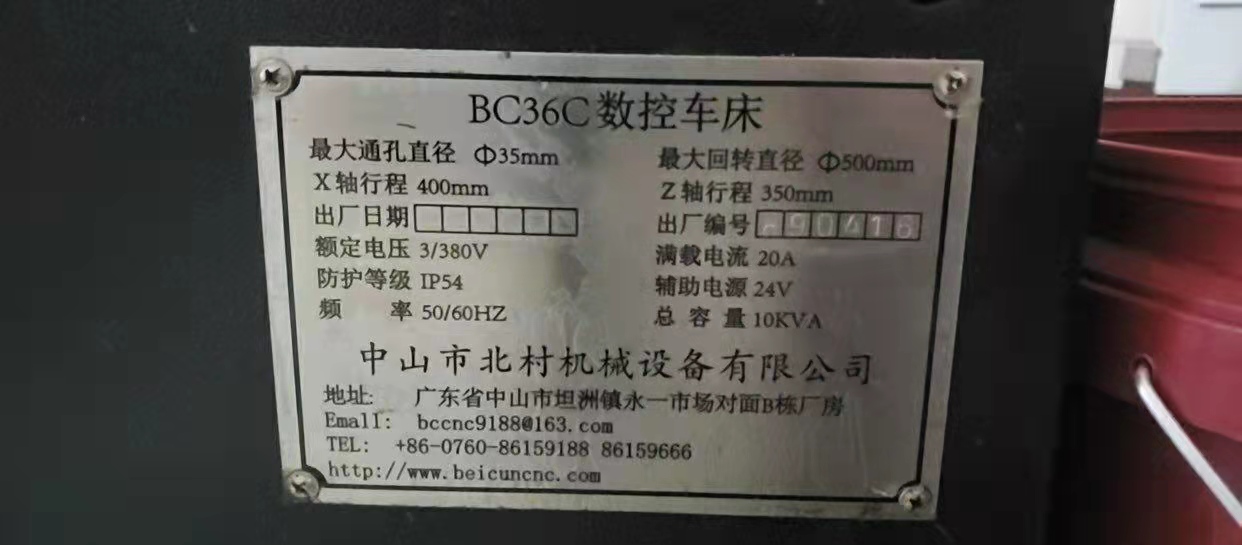 BC36C数控车床
最大通孔直径 Φ35mm 最大回转直径 Φ500mm
X轴行程 400mm Z轴行程 350mm
出厂日期 出厂编号 90416
额定电压 3/380V 满载电流 20A
防护等级 IP54 辅助电源 24V
频 率 50/60HZ 总 容 量 10KVA
中山市北村机械设备有限公司
地址: 广东省中山市坦洲镇永一市场对面B栋厂房
Email: bccnc9188@163.com
TEL: +86-0760-86159188 86159666
http://www.beicuncnc.com